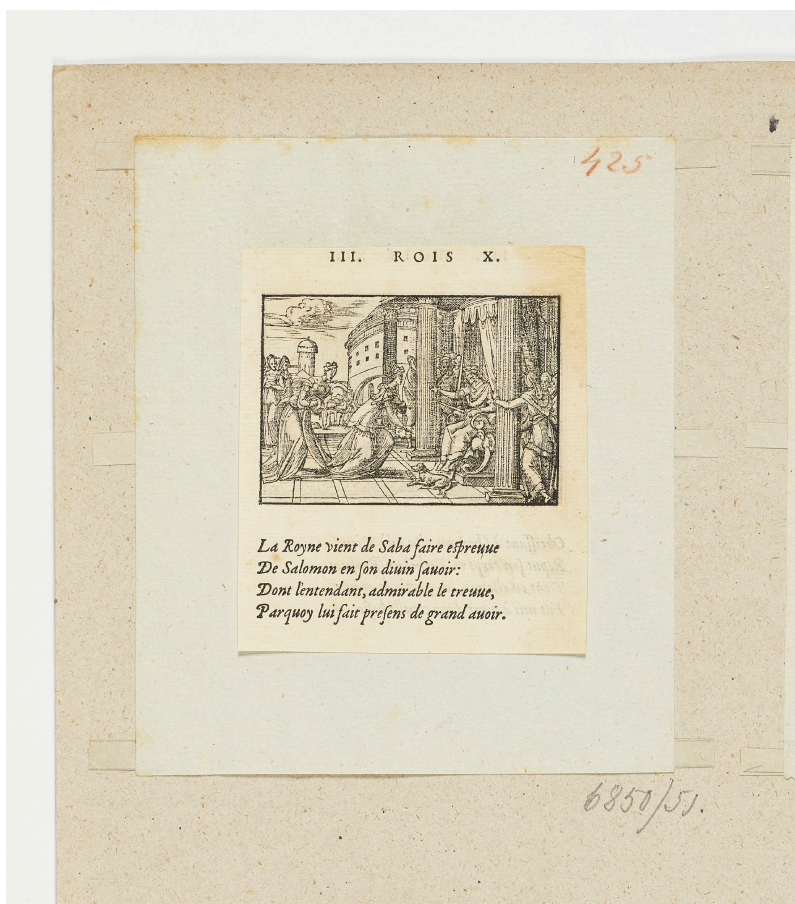 425
III. ROIS X.
La Royne vient de Saba faire eſpreuue
De Salomon en ſon diuin ſauoir:
Dont l'entendant, admirable le treuue,
Parquoy lui fait preſens de grand auoir.
6850/51.